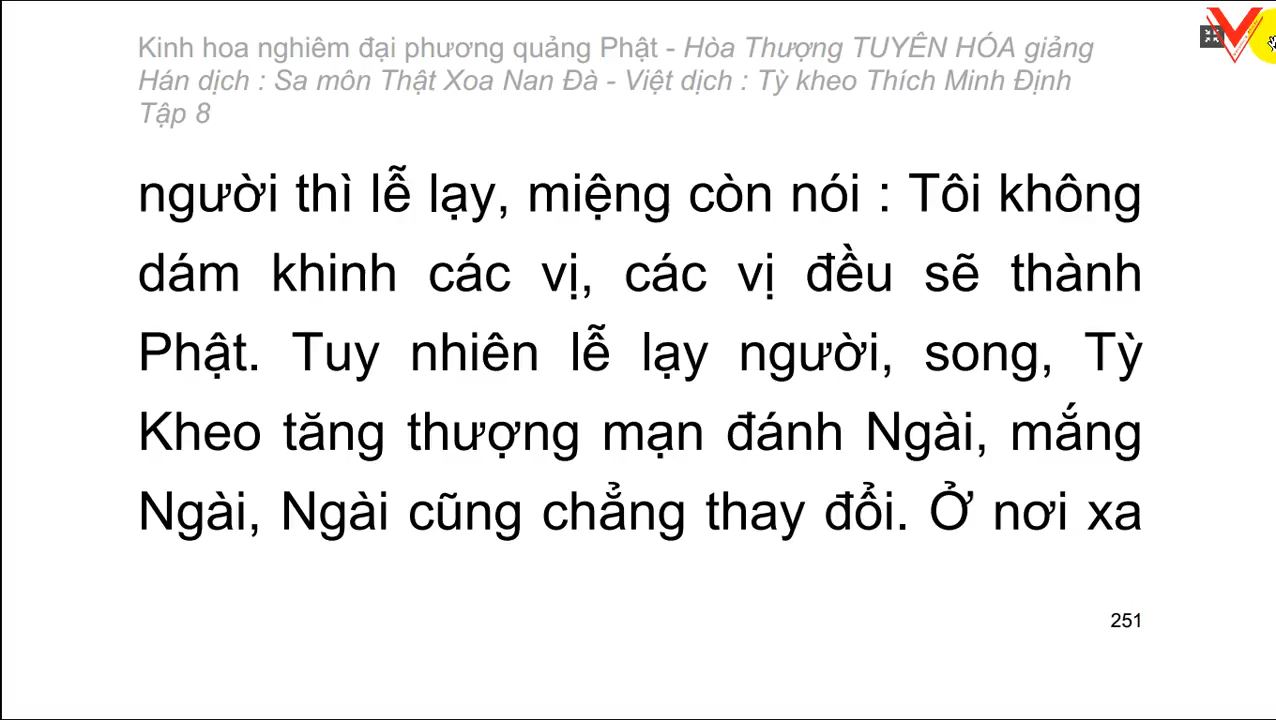 Kinh hoa nghiêm đại phương quảng Phật - Hòa Thượng TUYÊN HÓA giảng
Hán dịch : Sa môn Thật Xoa Nan Đà - Việt dịch : Tỳ kheo Thích Minh Định
Tập 8
người thì lễ lạy, miệng còn nói : Tôi không
dám khinh các vị, các vị đều sẽ thành
Phật. Tuy nhiên lễ lạy người, song, Tỳ
Kheo tăng thượng mạn đánh Ngài, mắng
Ngài, Ngài cũng chẳng thay đổi. Ở nơi xa
251